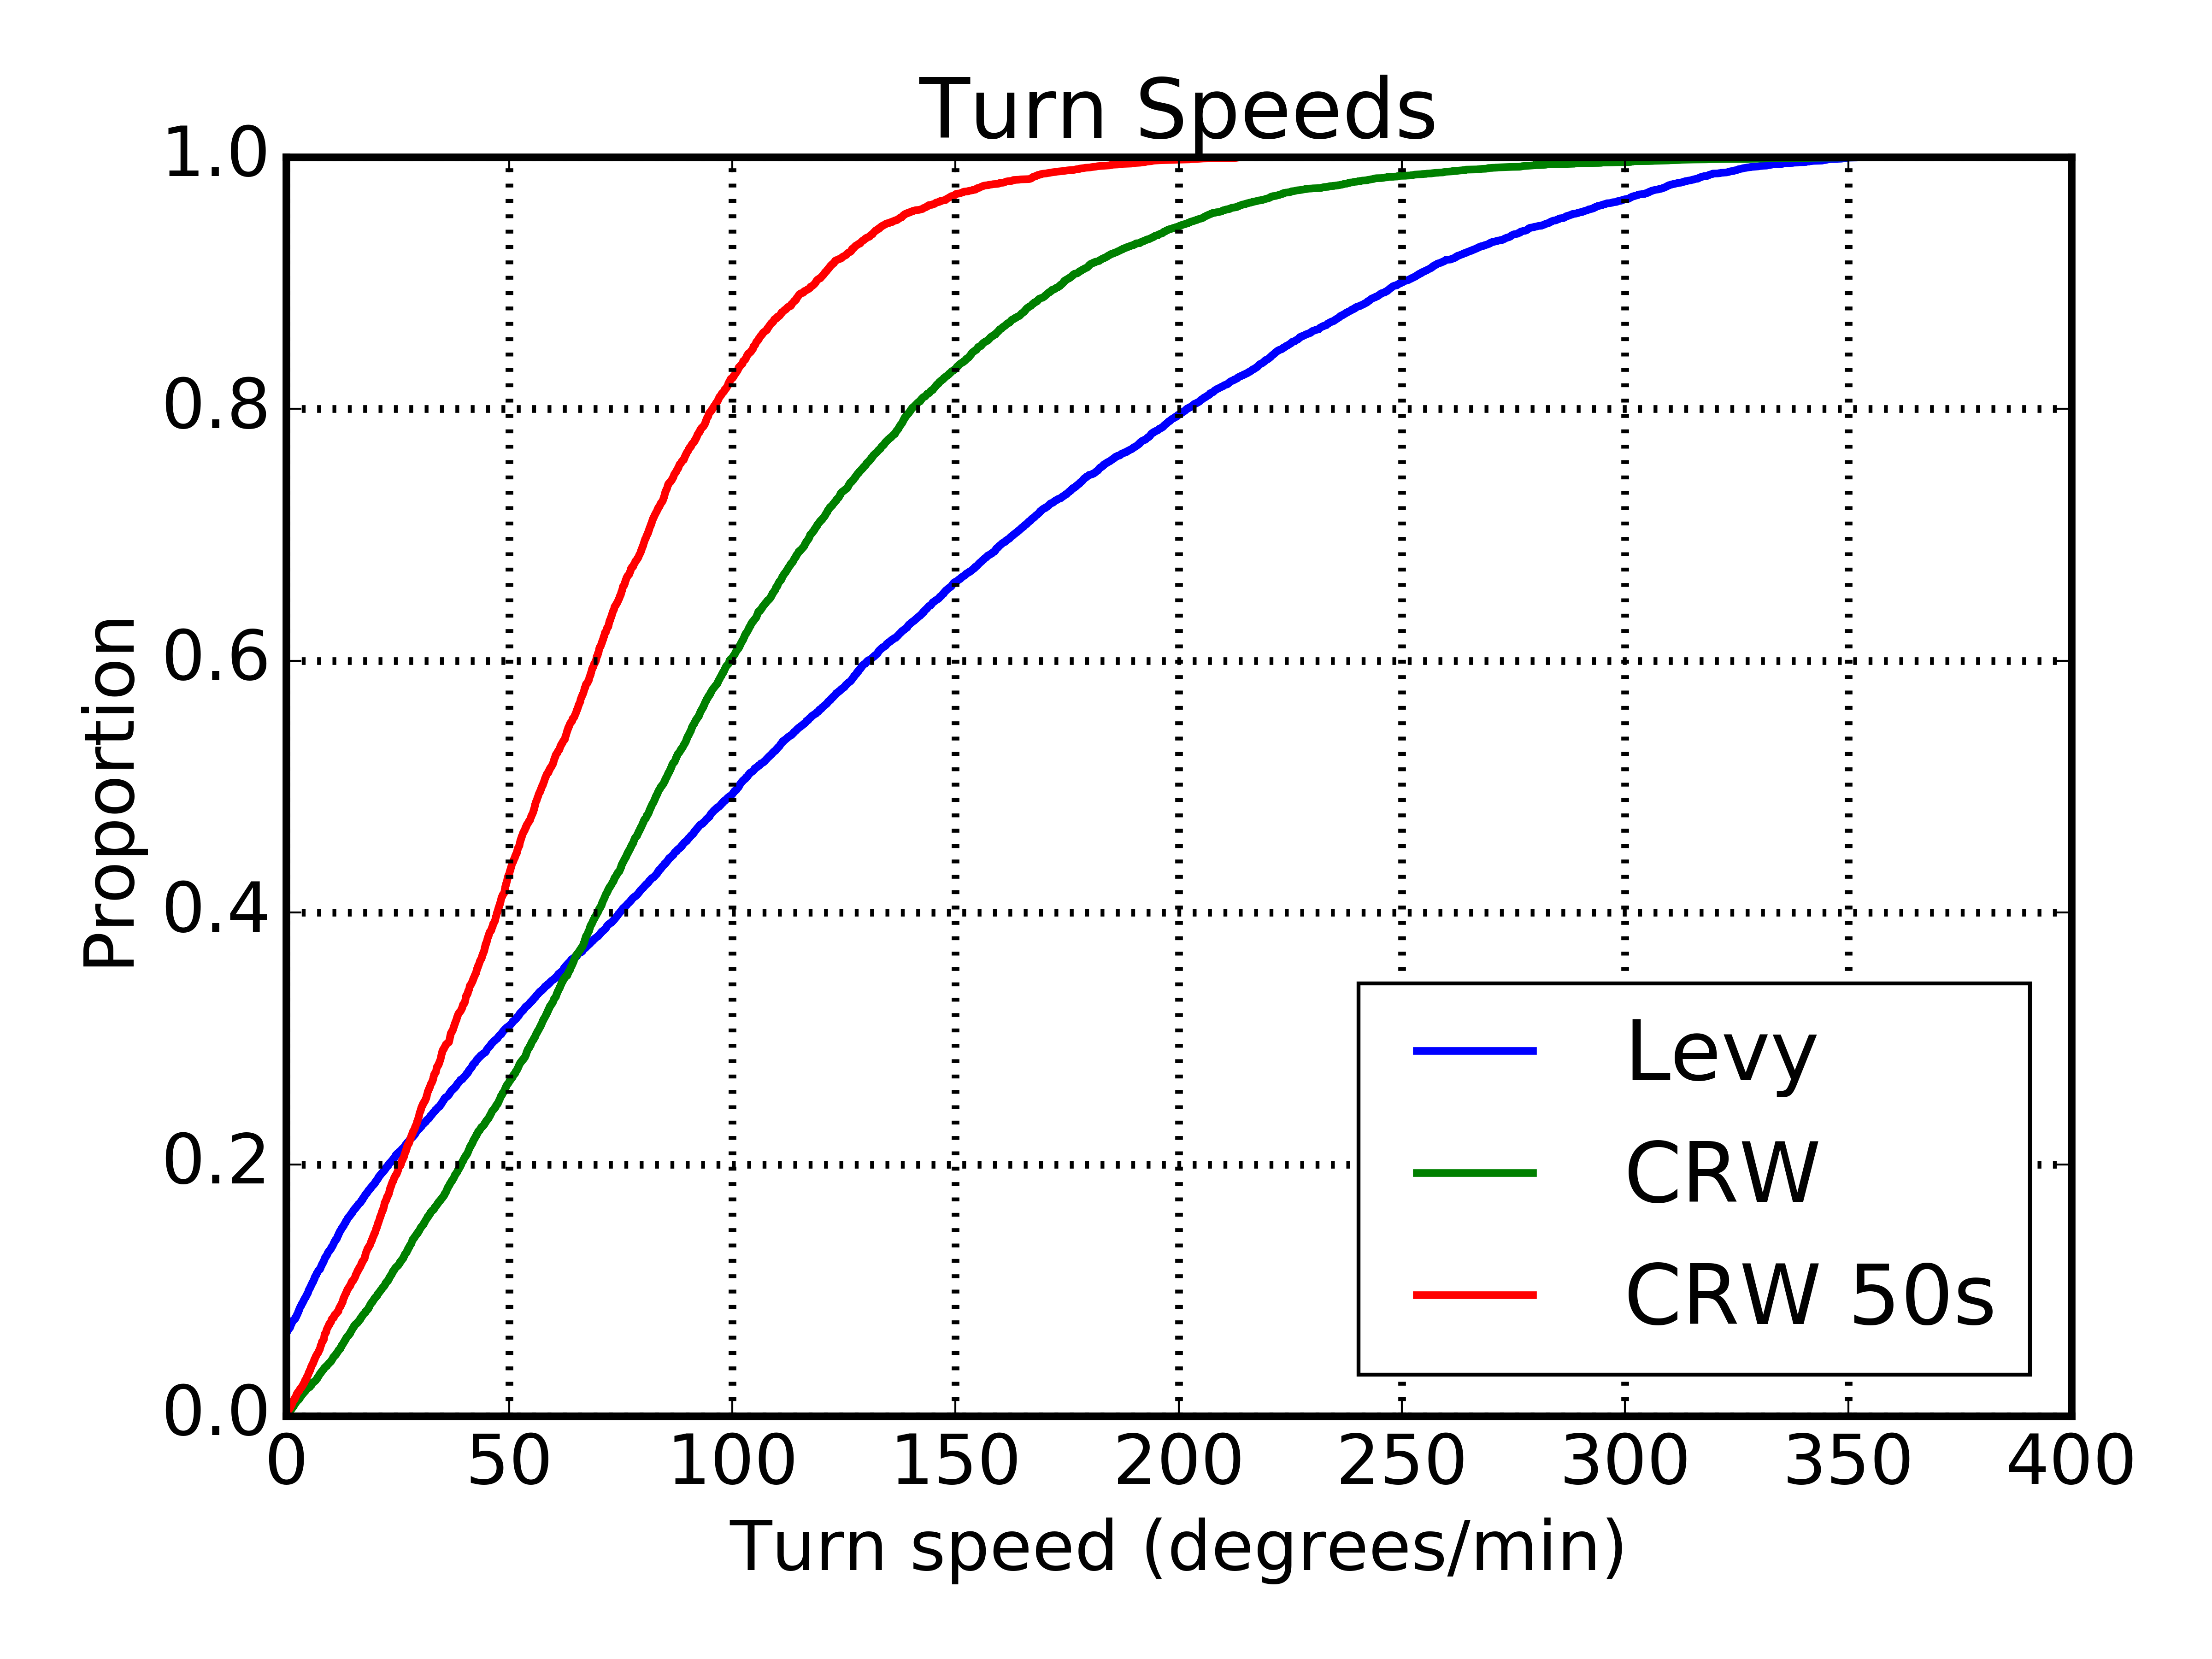 Turn Speeds
1.0
0.8
0.6
0.4
0.2
0.0
Proportion
0 50 100 150 200 250 300 350 400
Turn speed (degrees/min)
Levy
CRW
CRW 50s